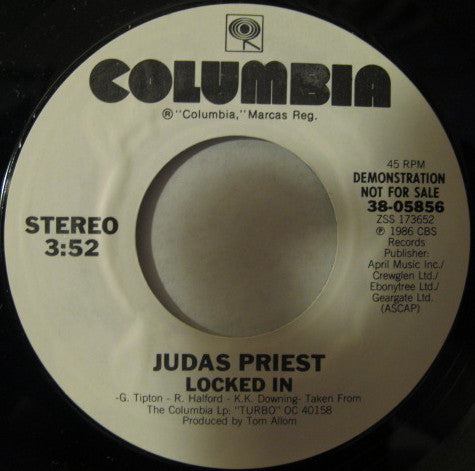 COLUMBIA
® "Columbia," Marcas Reg.
45 RPM
DEMONSTRATION
NOT FOR SALE
38-05856
ZSS 173652
℗ 1986 CBS
Records
Publisher:
April Music Inc./
Crewglen Ltd./
Ebonytree Ltd./
Geargate Ltd.
(ASCAP)
STEREO
3:52
JUDAS PRIEST
LOCKED IN
-G. Tipton - R. Halford - K.K. Downing- Taken From
The Columbia Lp: "TURBO" OC 40158
Produced by Tom Allom